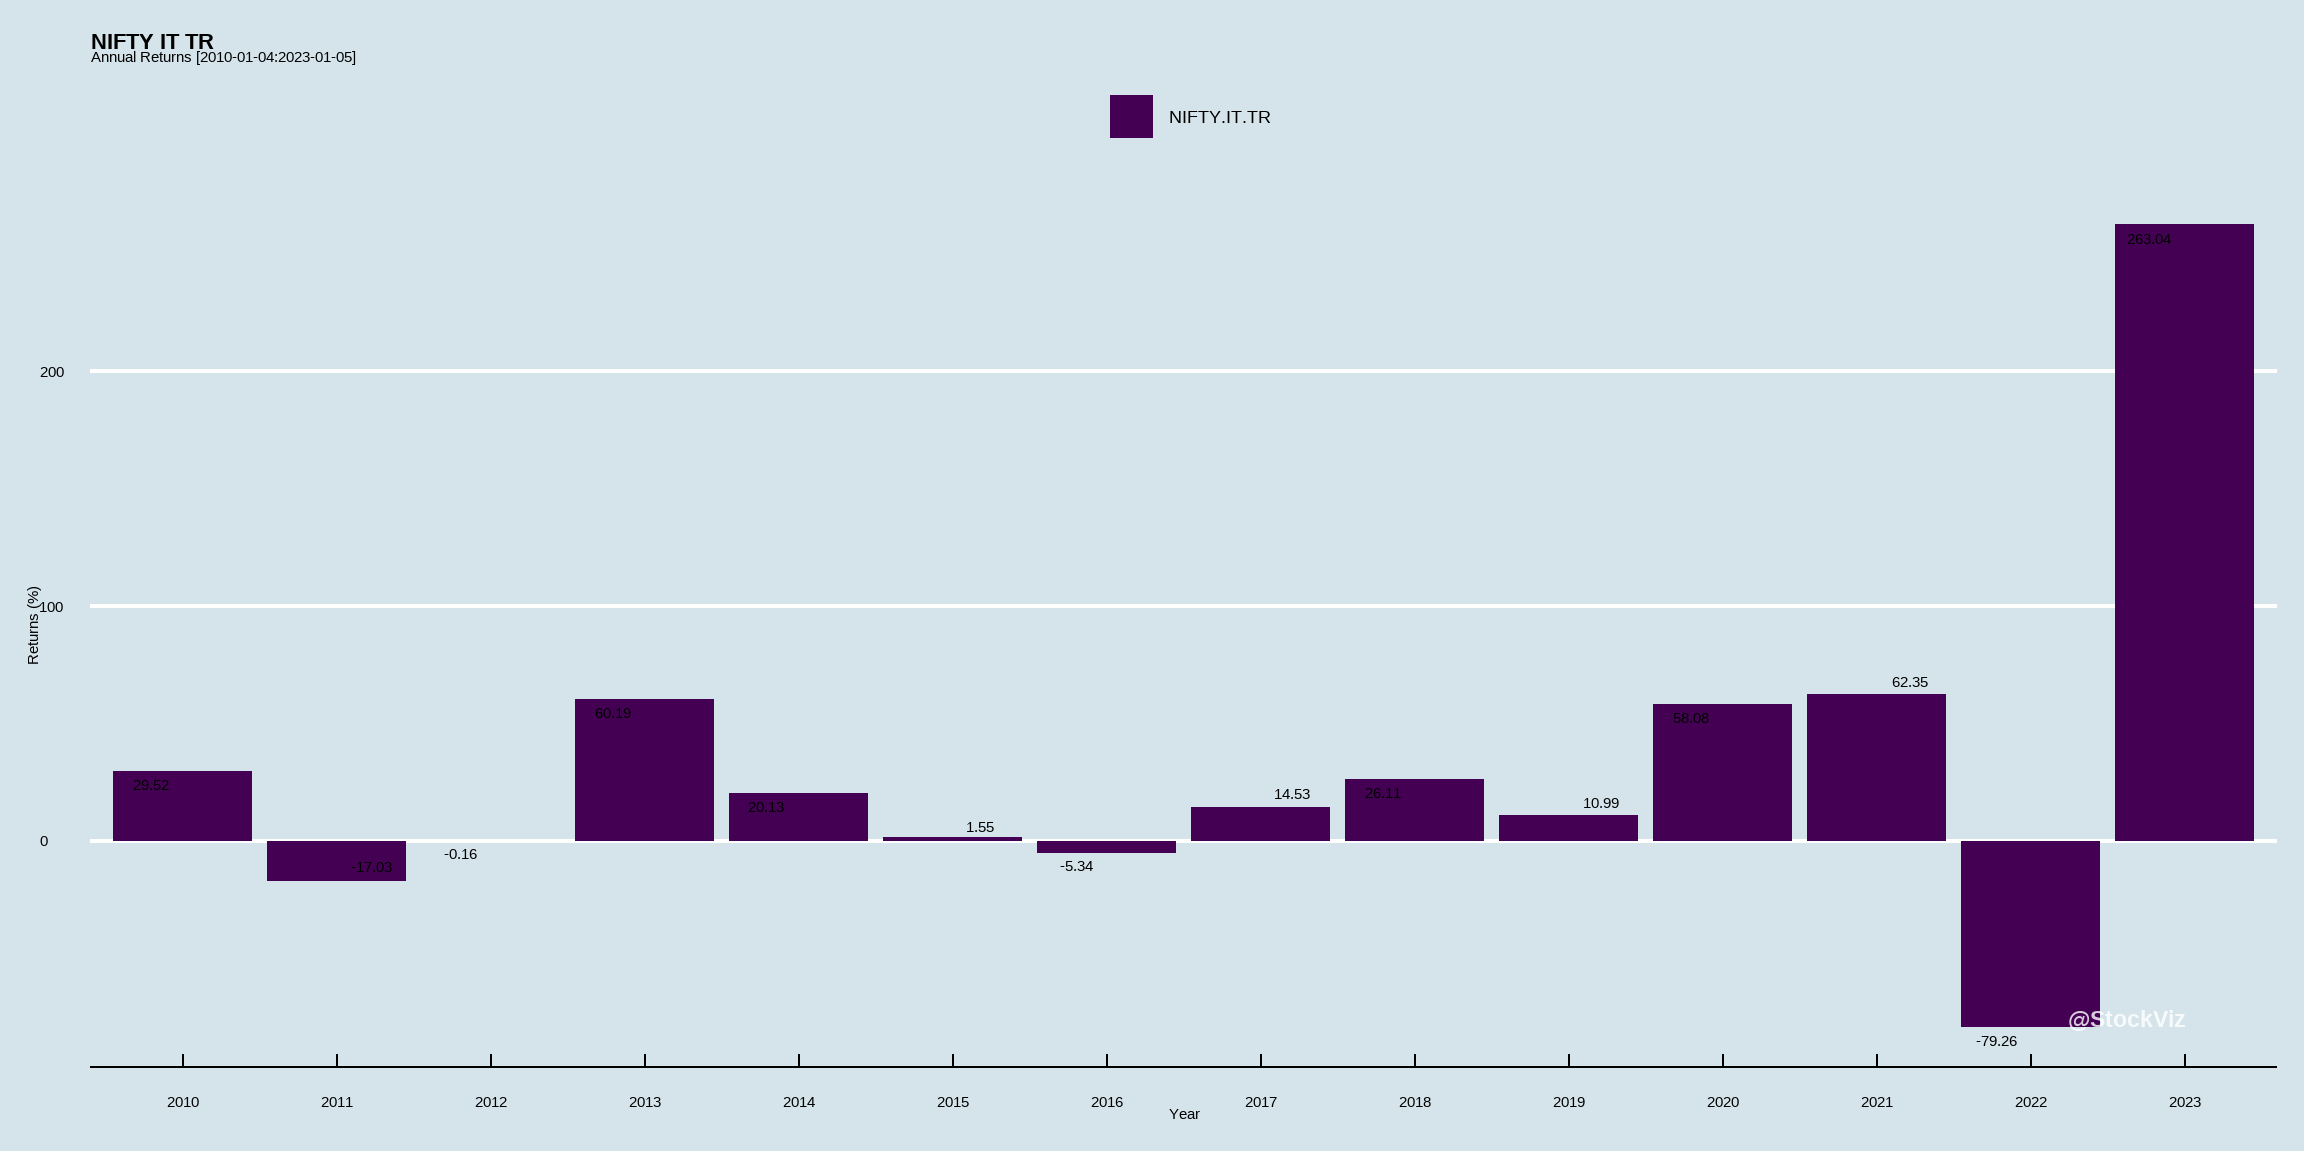 NIFTY IT TR
Annual Returns [2010-01-04:2023-01-05]
NIFTY.IT.TR
263.04
200
Returns (%)
100
62.35
60.19
58.08
29.52
20.13
1.55
14.53
26.11
10.99
0
-17.03
-0.16
-5.34
@StockViz
-79.26
2010 2011 2012 2013 2014 2015 2016 2017 2018 2019 2020 2021 2022 2023
Year